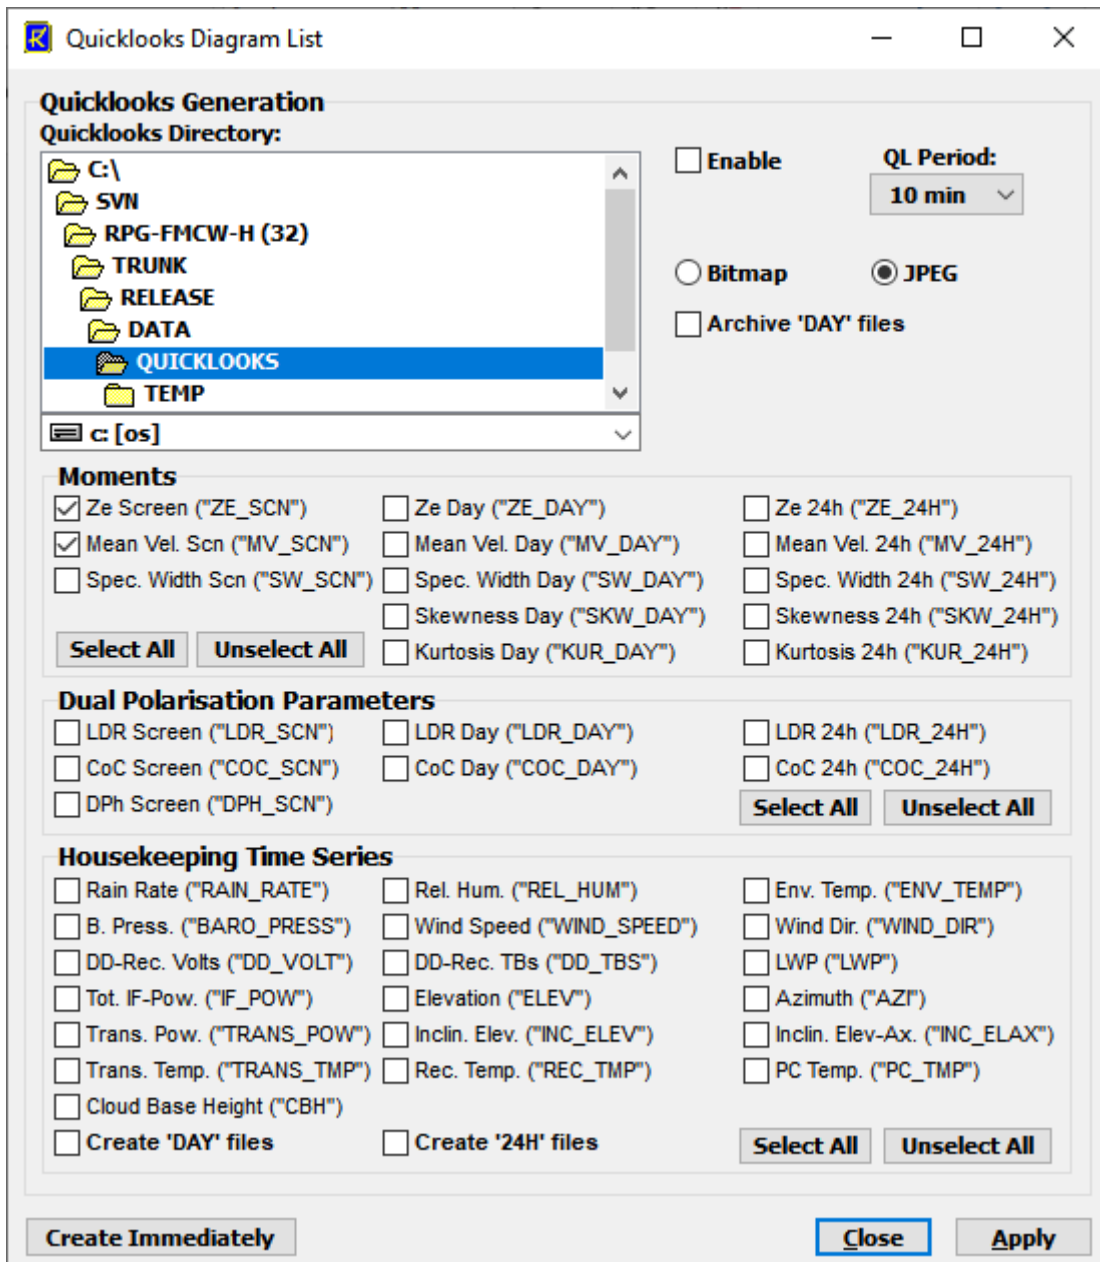 Quicklooks Diagram List
Quicklooks Generation
Quicklooks Directory:
C:\
SVN
RPG-FMCW-H (32)
TRUNK
RELEASE
DATA
QUICKLOOKS
TEMP
c: [os]
Enable
QL Period:
10 min
Bitmap
JPEG
Archive 'DAY' files
Moments
Ze Screen ("ZE_SCN") Ze Day ("ZE_DAY") Ze 24h ("ZE_24H")
Mean Vel. Scn ("MV_SCN") Mean Vel. Day ("MV_DAY") Mean Vel. 24h ("MV_24H")
Spec. Width Scn ("SW_SCN") Spec. Width Day ("SW_DAY") Spec. Width 24h ("SW_24H")
Skewness Day ("SKW_DAY") Skewness 24h ("SKW_24H")
Select All Unselect All Kurtosis Day ("KUR_DAY") Kurtosis 24h ("KUR_24H")
Dual Polarisation Parameters
LDR Screen ("LDR_SCN") LDR Day ("LDR_DAY") LDR 24h ("LDR_24H")
CoC Screen ("COC_SCN") CoC Day ("COC_DAY") CoC 24h ("COC_24H")
DPh Screen ("DPH_SCN") Select All Unselect All
Housekeeping Time Series
Rain Rate ("RAIN_RATE") Rel. Hum. ("REL_HUM") Env. Temp. ("ENV_TEMP")
B. Press. ("BARO_PRESS") Wind Speed ("WIND_SPEED") Wind Dir. ("WIND_DIR")
DD-Rec. Volts ("DD_VOLT") DD-Rec. TBs ("DD_TBS") LWP ("LWP")
Tot. IF-Pow. ("IF_POW") Elevation ("ELEV") Azimuth ("AZI")
Trans. Pow. ("TRANS_POW") Inclin. Elev. ("INC_ELEV") Inclin. Elev-Ax. ("INC_ELAX")
Trans. Temp. ("TRANS_TMP") Rec. Temp. ("REC_TMP") PC Temp. ("PC_TMP")
Cloud Base Height ("CBH")
Create 'DAY' files Create '24H' files Select All Unselect All
Create Immediately Close Apply